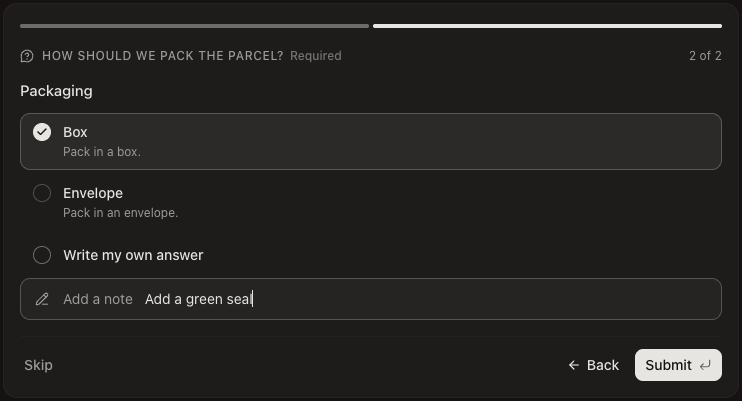 HOW SHOULD WE PACK THE PARCEL? Required 2 of 2
Packaging
Box
Pack in a box.
Envelope
Pack in an envelope.
Write my own answer
Add a note Add a green seal
Skip Back Submit